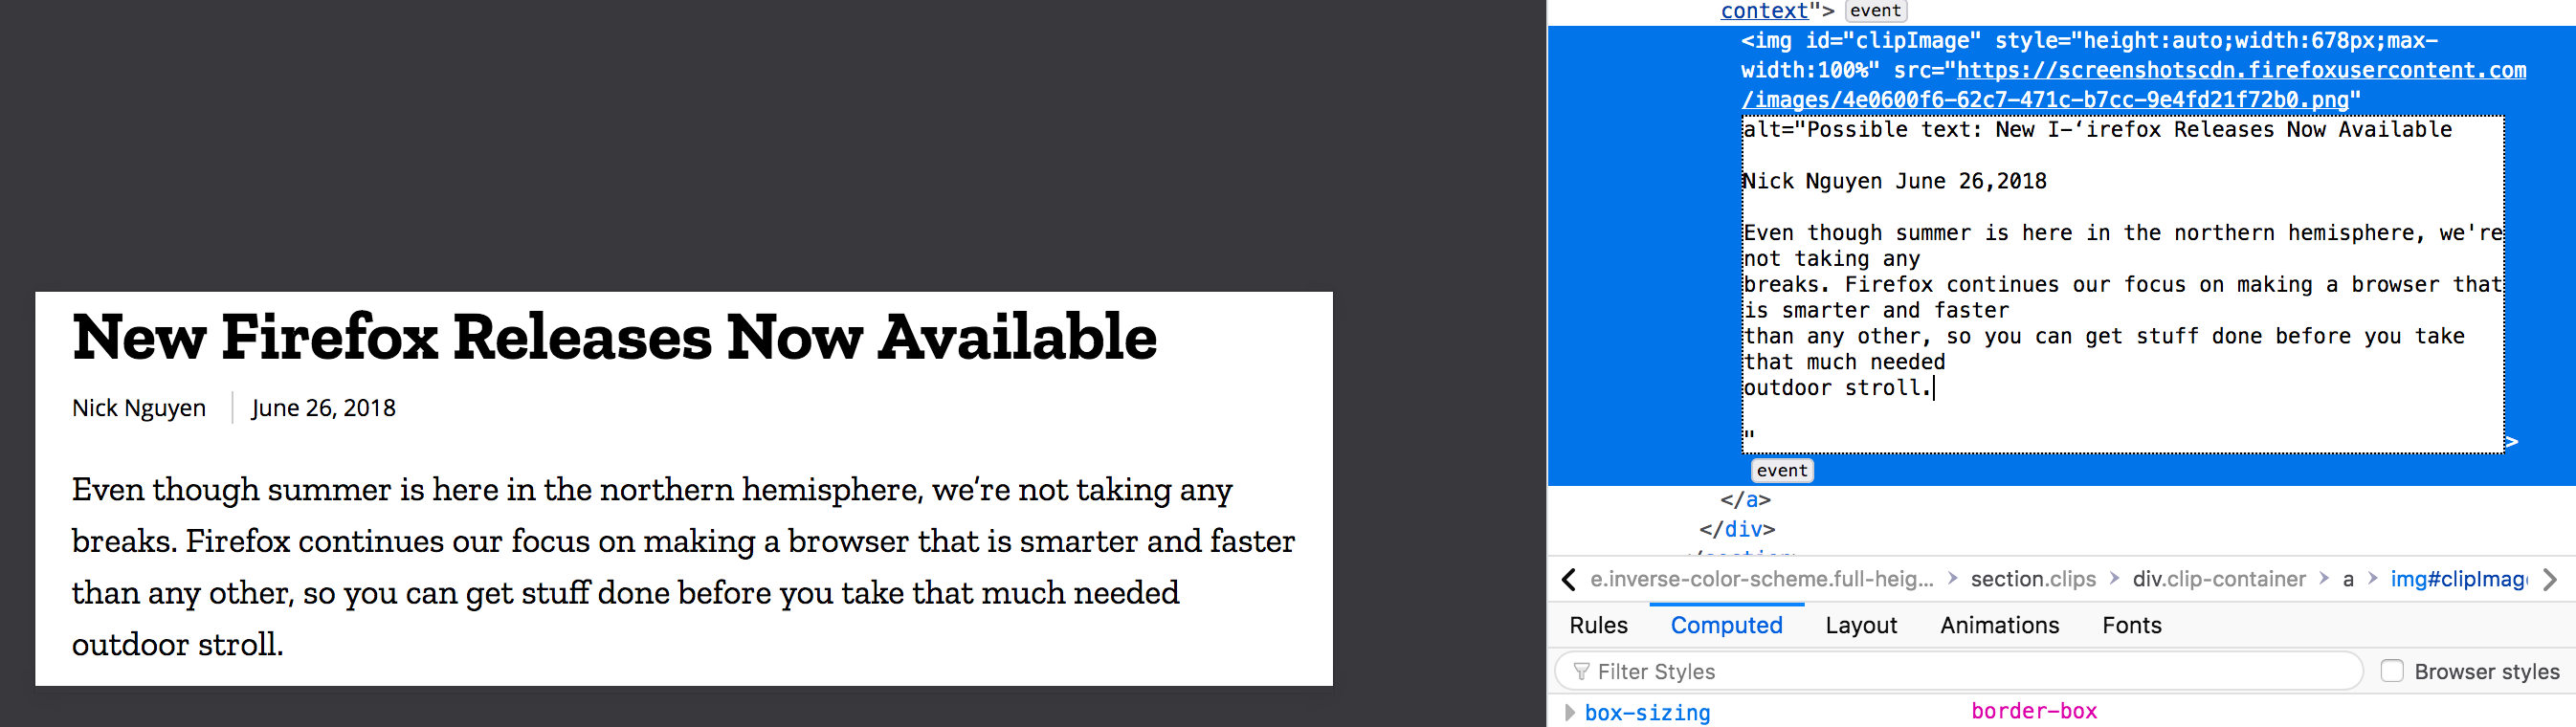 New Firefox Releases Now Available
Nick Nguyen June 26, 2018
Even though summer is here in the northern hemisphere, we’re not taking any
breaks. Firefox continues our focus on making a browser that is smarter and faster
than any other, so you can get stuff done before you take that much needed
outdoor stroll.
context"> event
<img id="clipImage" style="height:auto;width:678px;max-
width:100%" src="https://screenshotscdn.firefoxusercontent.com
/images/4e0600f6-62c7-471c-b7cc-9e4fd21f72b0.png"
alt="Possible text: New I-‘irefox Releases Now Available
Nick Nguyen June 26,2018
Even though summer is here in the northern hemisphere, we're
not taking any
breaks. Firefox continues our focus on making a browser that
is smarter and faster
than any other, so you can get stuff done before you take
that much needed
outdoor stroll.
">
event
</a>
</div>
e.inverse-color-scheme.full-heig... > section.clips > div.clip-container > a > img#clipImag
Rules Computed Layout Animations Fonts
Filter Styles Browser styles
box-sizing border-box